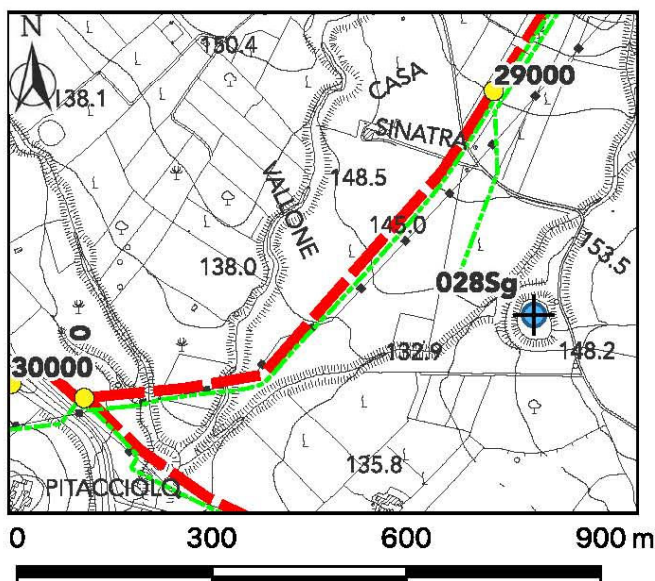 N
150.4
138.1
CASA
29000
SINATRA
148.5
VALLONE
145.0
138.0
153.5
028Sg
O
132.9
148.2
30000
135.8
PITACCIOLO
0 300 600 900 m